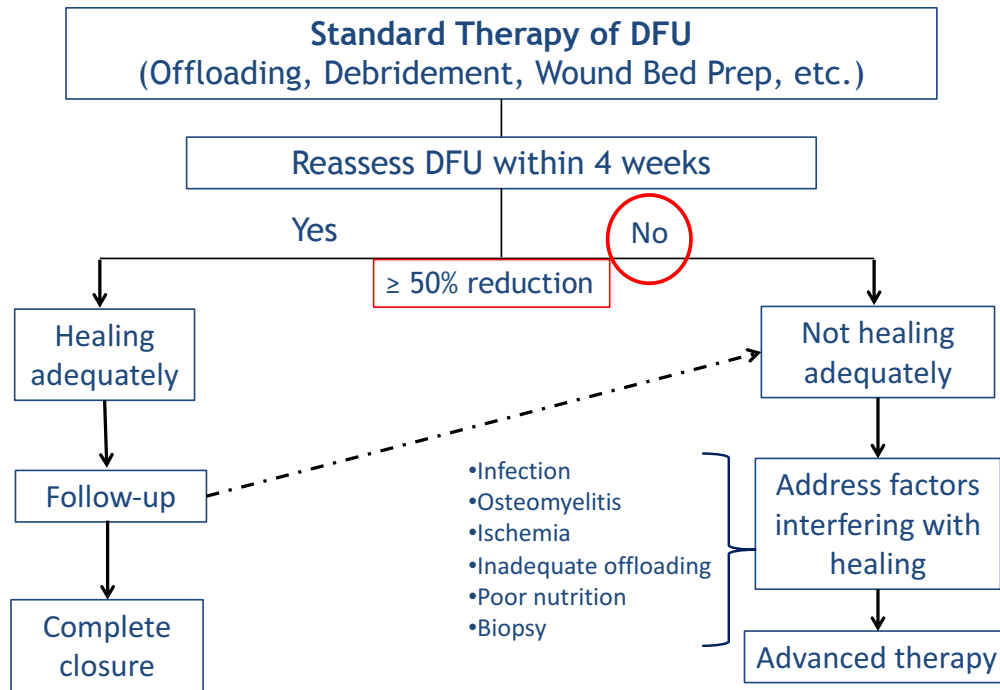 Standard Therapy of DFU
(Offloading, Debridement, Wound Bed Prep, etc.)
Reassess DFU within 4 weeks
Yes
No
≥ 50% reduction
Healing
adequately
Not healing
adequately
Follow-up
•Infection
•Osteomyelitis
•Ischemia
•Inadequate offloading
•Poor nutrition
•Biopsy
Address factors
interfering with
healing
Complete
closure
Advanced therapy